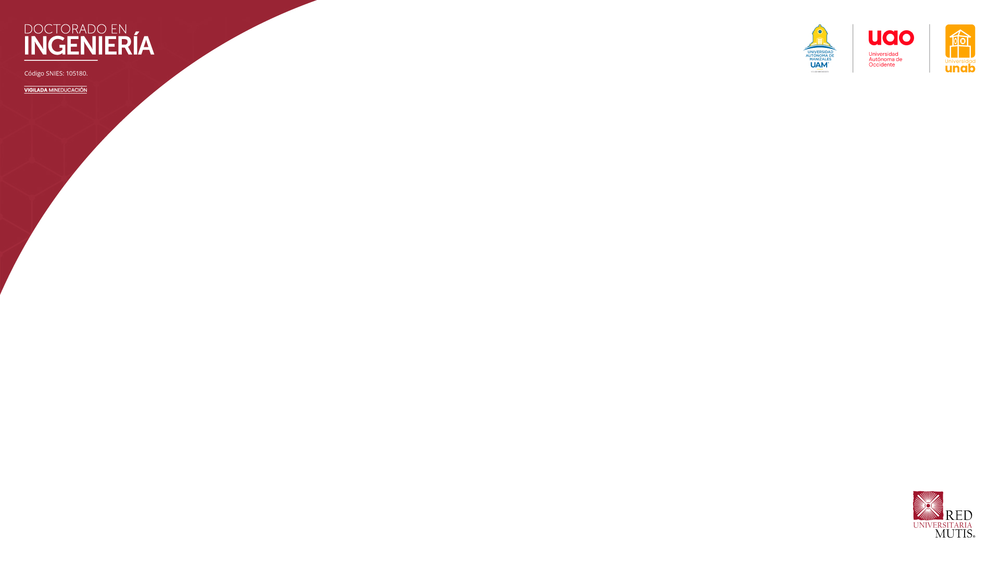 DOCTORADO EN
INGENIERÍA
Código SNIES: 105180.
VIGILADA MINEDUCACIÓN
UNIVERSIDAD
AUTÓNOMA DE
MANIZALES
UAM
uao
Universidad
Autónoma de
Occidente
Universidad
unab
RED
UNIVERSITARIA
MUTIS®